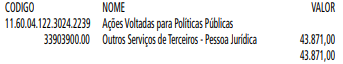 CODIGO NOME VALOR
11.60.04.122.3024.2239 Ações Voltadas para Políticas Públicas
33903900.00 Outros Serviços de Terceiros - Pessoa Jurídica 43.871,00
43.871,00